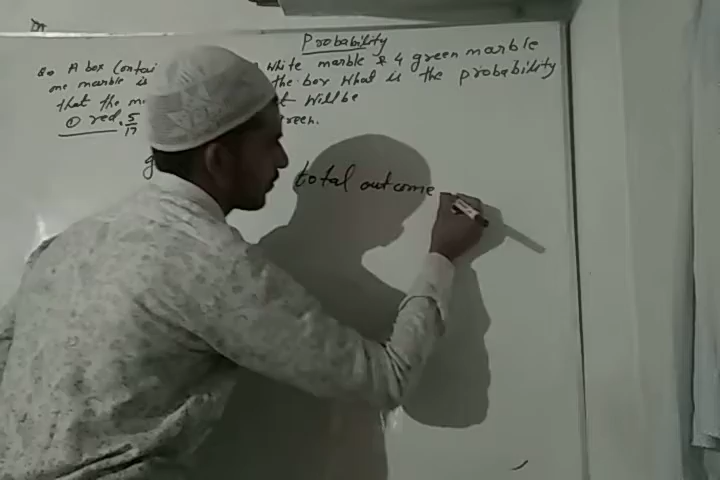 Probability
A box Contai white marble & 4 green marble
one marble is the box What is the probability
that the m t will be
① red. 5/17 green.
g
total outcome